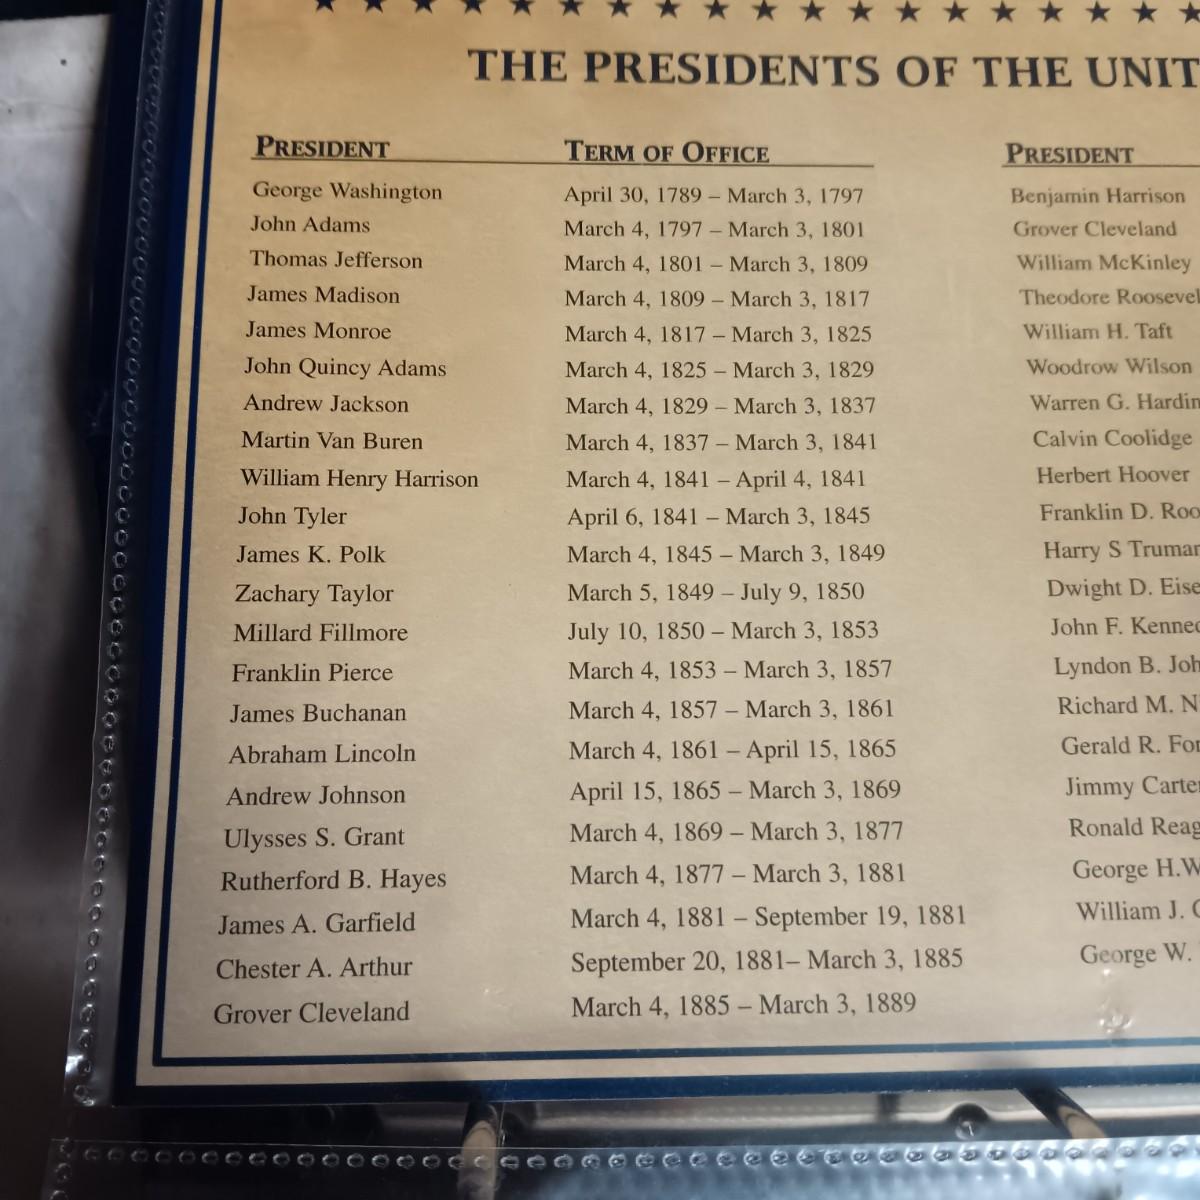 THE PRESIDENTS OF THE UNIT
PRESIDENT TERM OF OFFICE
George Washington April 30, 1789 – March 3, 1797
John Adams March 4, 1797 – March 3, 1801
Thomas Jefferson March 4, 1801 – March 3, 1809
James Madison March 4, 1809 – March 3, 1817
James Monroe March 4, 1817 – March 3, 1825
John Quincy Adams March 4, 1825 – March 3, 1829
Andrew Jackson March 4, 1829 – March 3, 1837
Martin Van Buren March 4, 1837 – March 3, 1841
William Henry Harrison March 4, 1841 – April 4, 1841
John Tyler April 6, 1841 – March 3, 1845
James K. Polk March 4, 1845 – March 3, 1849
Zachary Taylor March 5, 1849 – July 9, 1850
Millard Fillmore July 10, 1850 – March 3, 1853
Franklin Pierce March 4, 1853 – March 3, 1857
James Buchanan March 4, 1857 – March 3, 1861
Abraham Lincoln March 4, 1861 – April 15, 1865
Andrew Johnson April 15, 1865 – March 3, 1869
Ulysses S. Grant March 4, 1869 – March 3, 1877
Rutherford B. Hayes March 4, 1877 – March 3, 1881
James A. Garfield March 4, 1881 – September 19, 1881
Chester A. Arthur September 20, 1881– March 3, 1885
Grover Cleveland March 4, 1885 – March 3, 1889
PRESIDENT
Benjamin Harrison
Grover Cleveland
William McKinley
Theodore Roosevel
William H. Taft
Woodrow Wilson
Warren G. Hardin
Calvin Coolidge
Herbert Hoover
Franklin D. Roo
Harry S Truman
Dwight D. Eise
John F. Kenned
Lyndon B. Joh
Richard M. N
Gerald R. For
Jimmy Carter
Ronald Reag
George H.W
William J. C
George W.